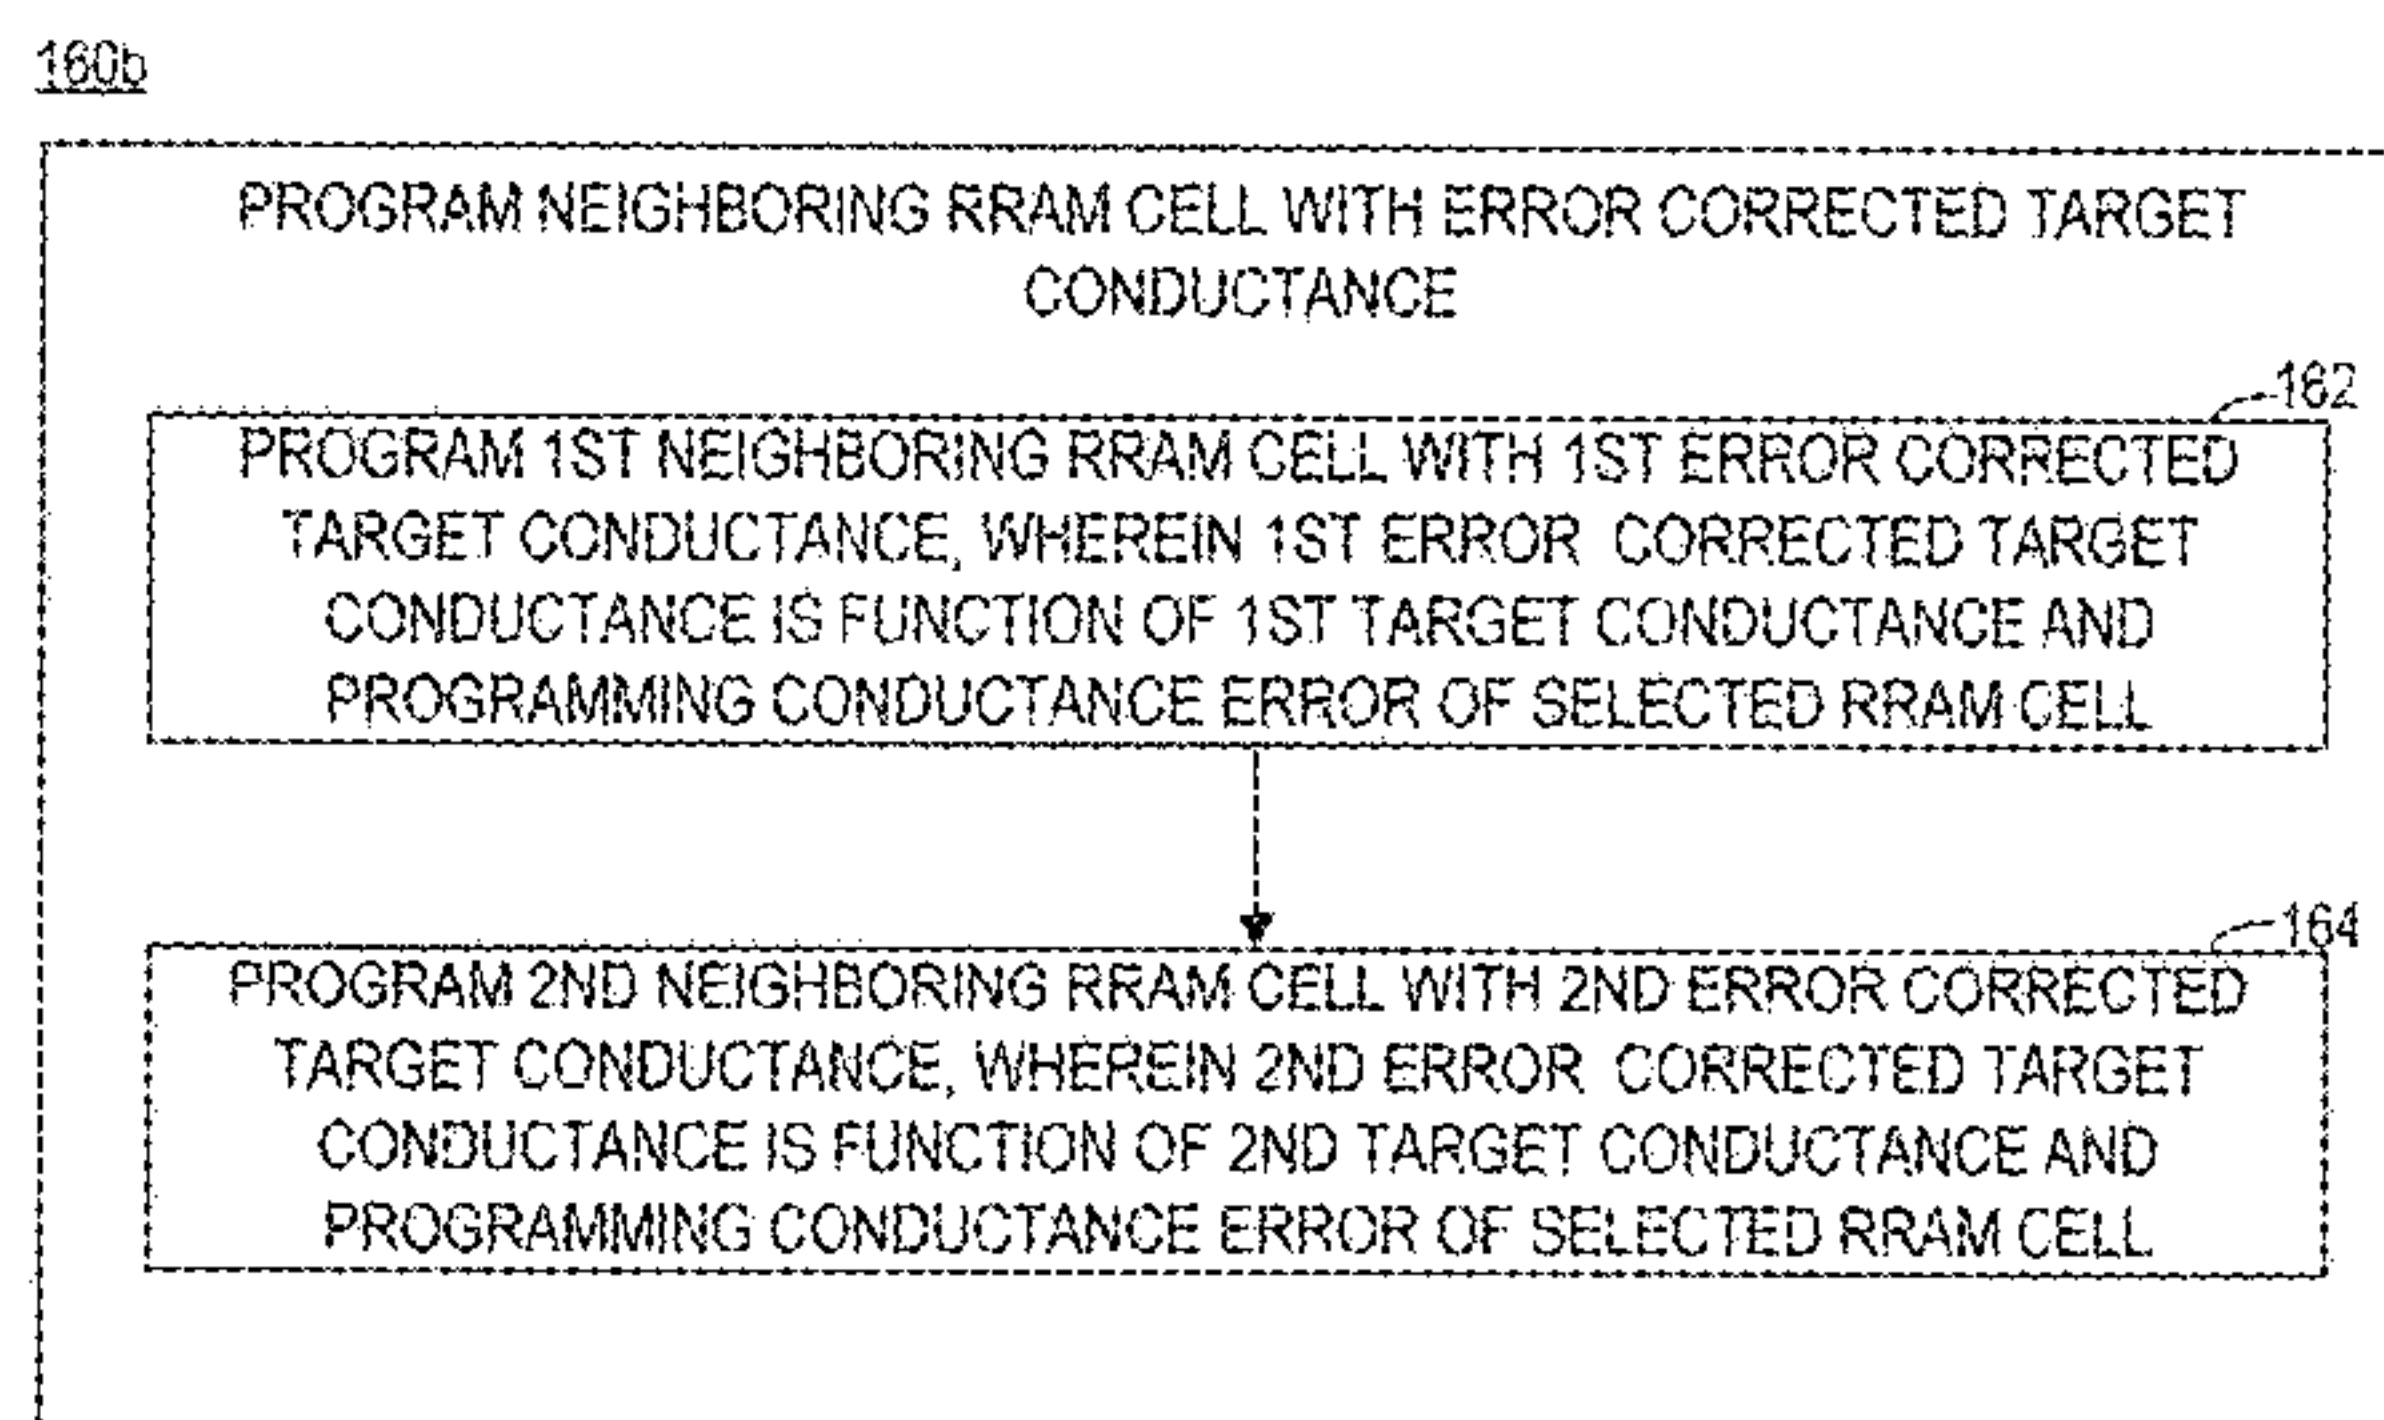 160b
PROGRAM NEIGHBORING RRAM CELL WITH ERROR CORRECTED TARGET
CONDUCTANCE
162
PROGRAM 1ST NEIGHBORING RRAM CELL WITH 1ST ERROR CORRECTED
TARGET CONDUCTANCE, WHEREIN 1ST ERROR CORRECTED TARGET
CONDUCTANCE IS FUNCTION OF 1ST TARGET CONDUCTANCE AND
PROGRAMMING CONDUCTANCE ERROR OF SELECTED RRAM CELL
164
PROGRAM 2ND NEIGHBORING RRAM CELL WITH 2ND ERROR CORRECTED
TARGET CONDUCTANCE, WHEREIN 2ND ERROR CORRECTED TARGET
CONDUCTANCE IS FUNCTION OF 2ND TARGET CONDUCTANCE AND
PROGRAMMING CONDUCTANCE ERROR OF SELECTED RRAM CELL